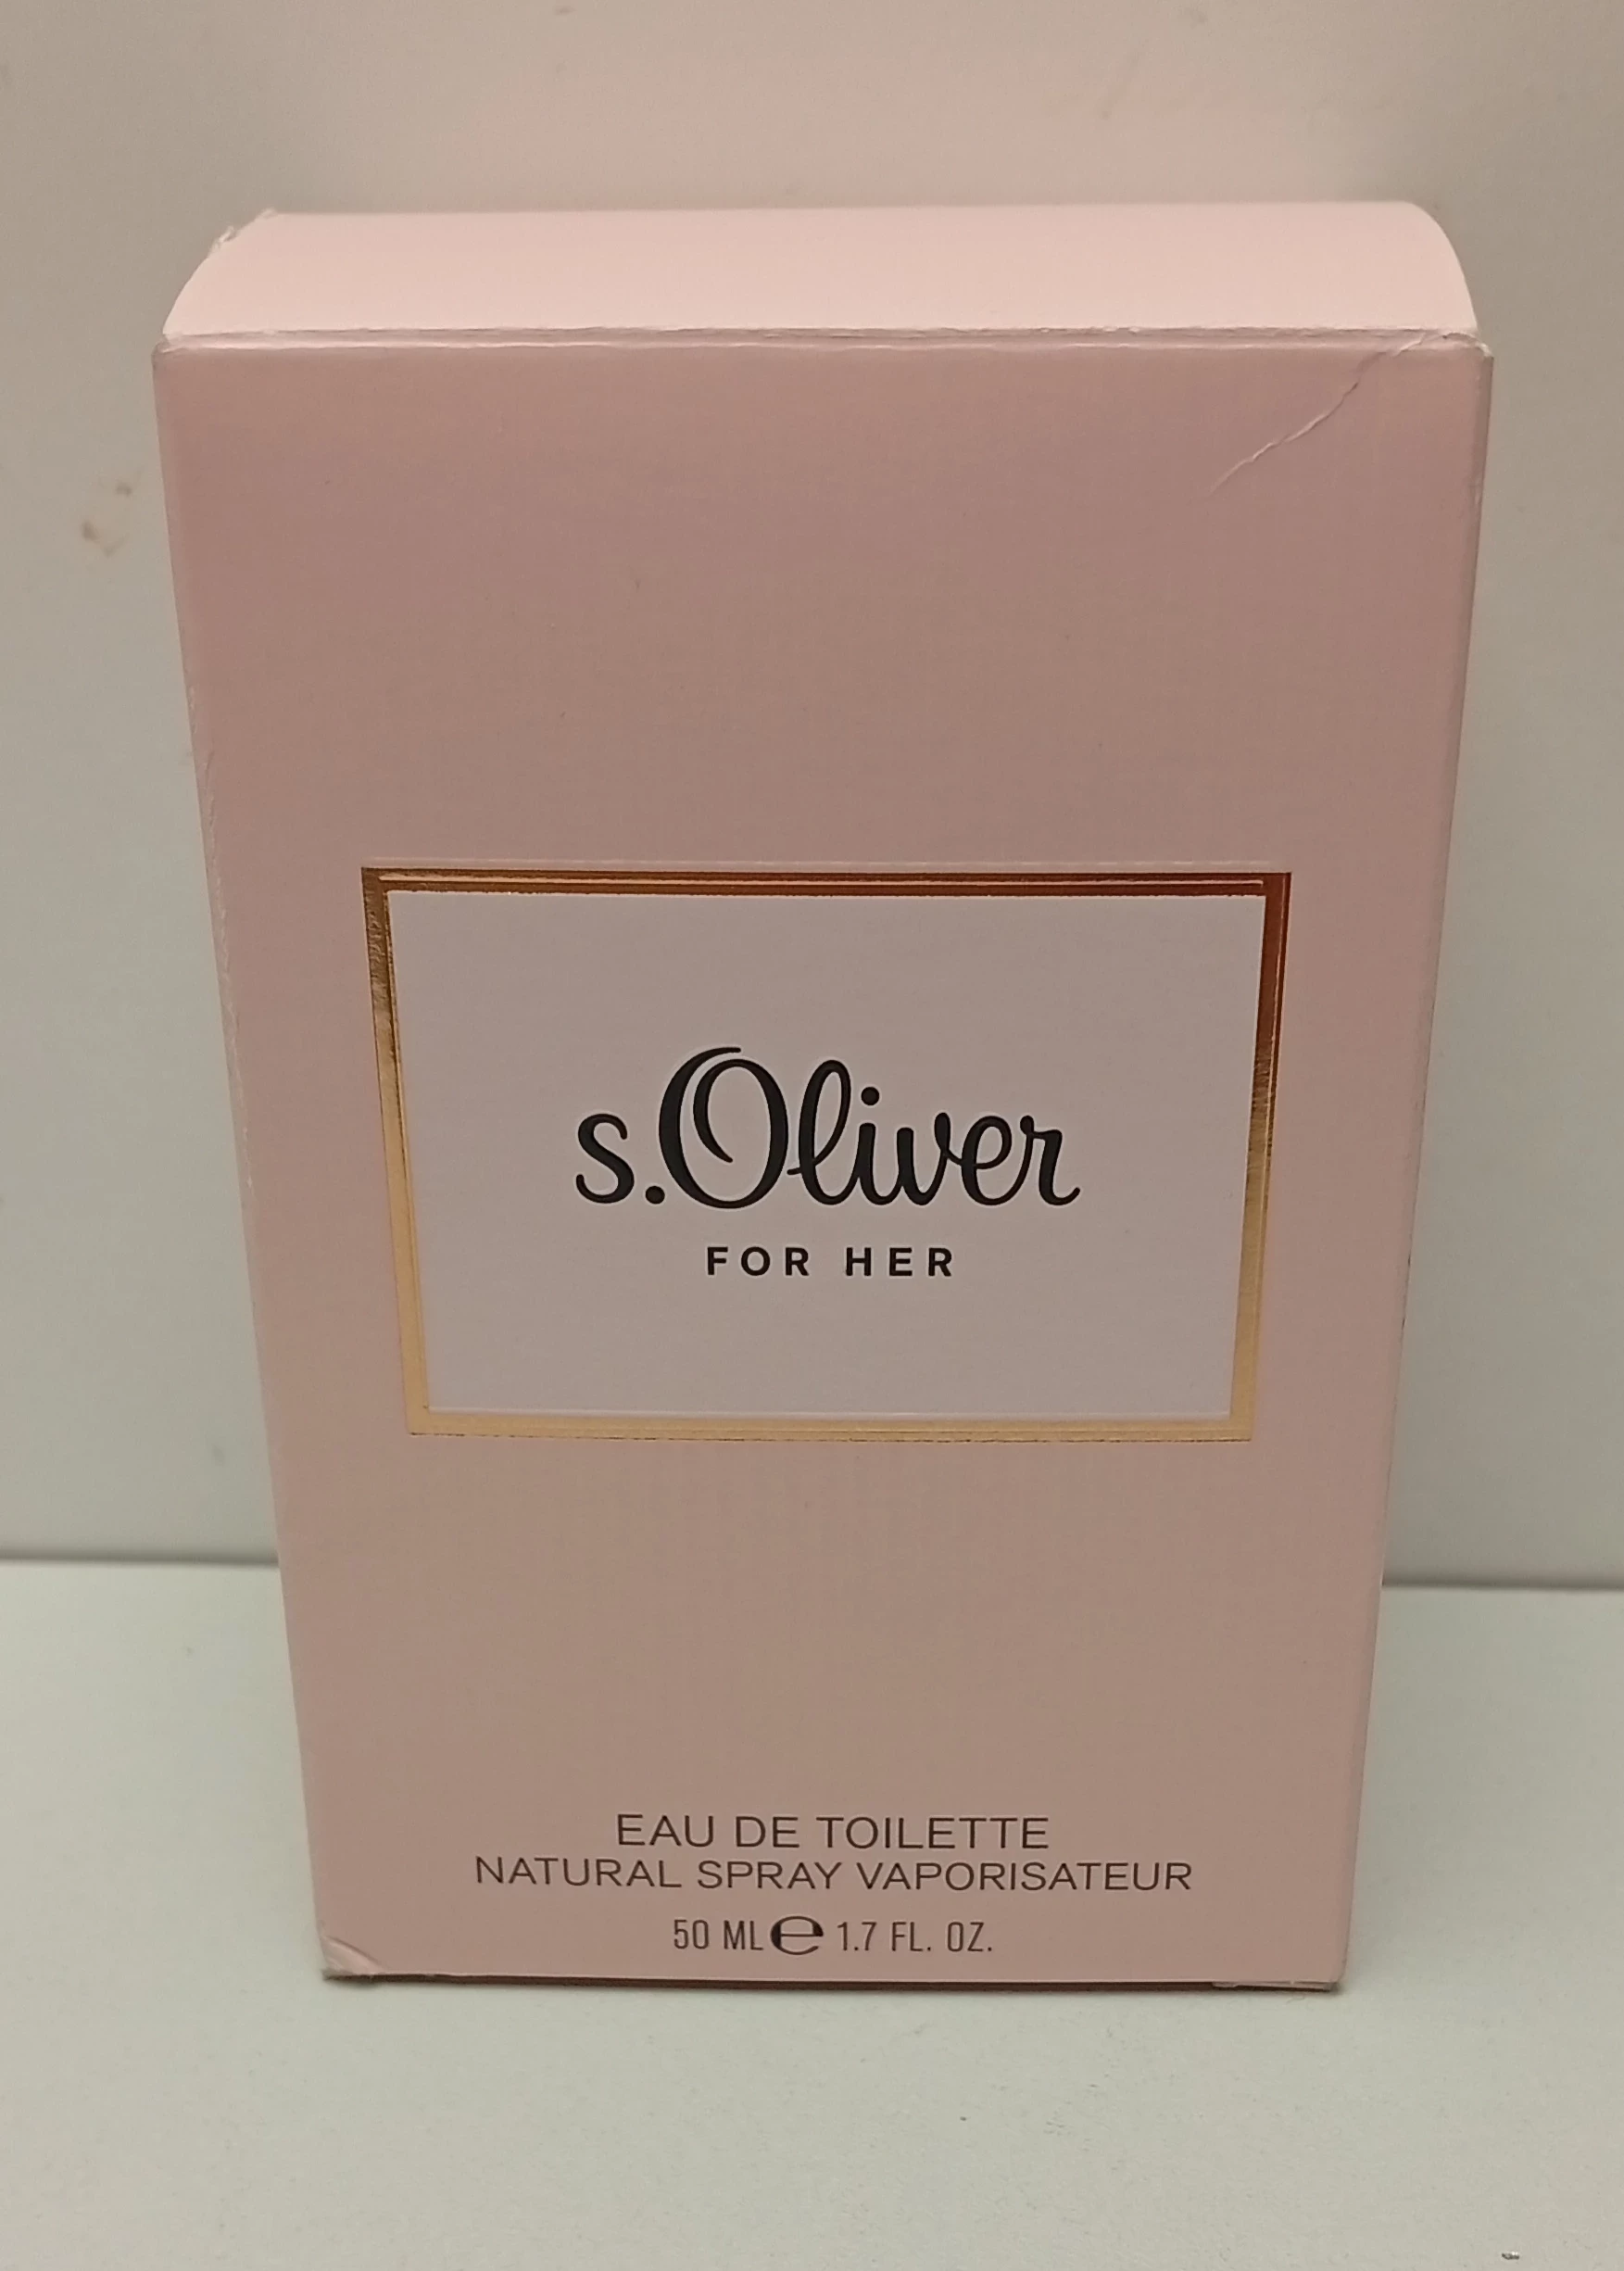 s.Oliver
FOR HER
EAU DE TOILETTE
NATURAL SPRAY VAPORISATEUR
50 ML ℮ 1.7 FL. OZ.